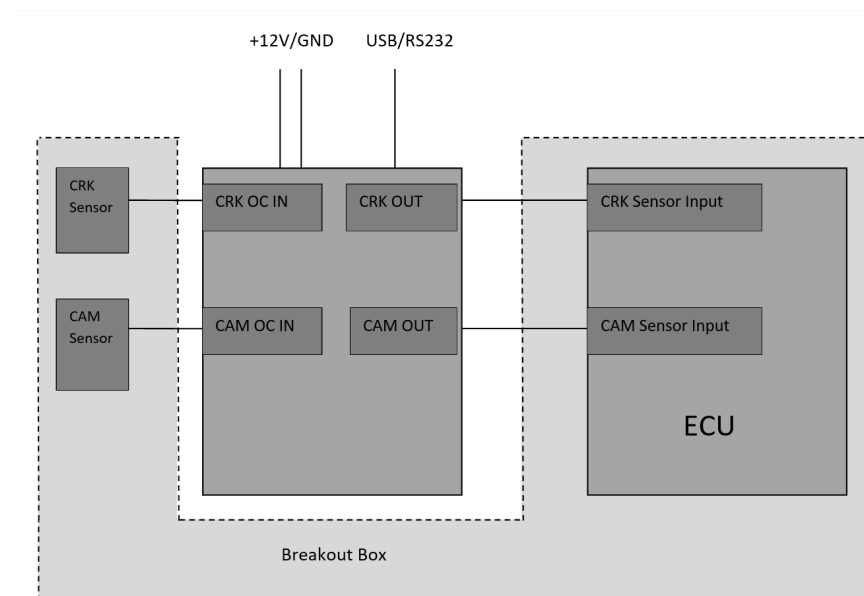 +12V/GND
USB/RS232
CRK
Sensor
CRK OC IN
CRK OUT
CRK Sensor Input
CAM
Sensor
CAM OC IN
CAM OUT
CAM Sensor Input
ECU
Breakout Box